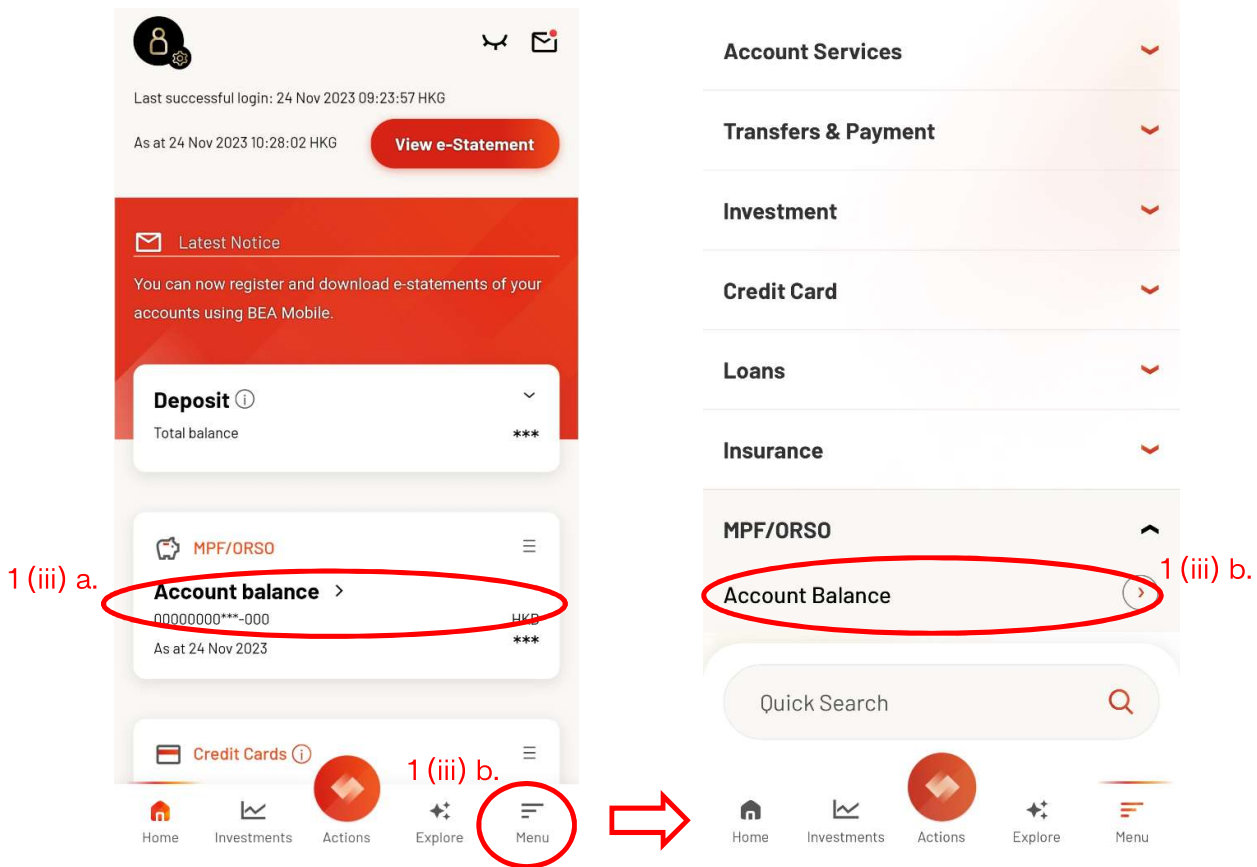 Last successful login: 24 Nov 2023 09:23:57 HKG
As at 24 Nov 2023 10:28:02 HKG
View e-Statement
Latest Notice
You can now register and download e-statements of your
accounts using BEA Mobile.
Deposit
Total balance
***
MPF/ORSO
1 (iii) a.
Account balance >
00000000***-000
HKD
As at 24 Nov 2023
***
Credit Cards
1 (iii) b.
Home
Investments
Actions
Explore
Menu
Account Services
Transfers & Payment
Investment
Credit Card
Loans
Insurance
MPF/ORSO
1 (iii) b.
Account Balance
Quick Search
Home
Investments
Actions
Explore
Menu